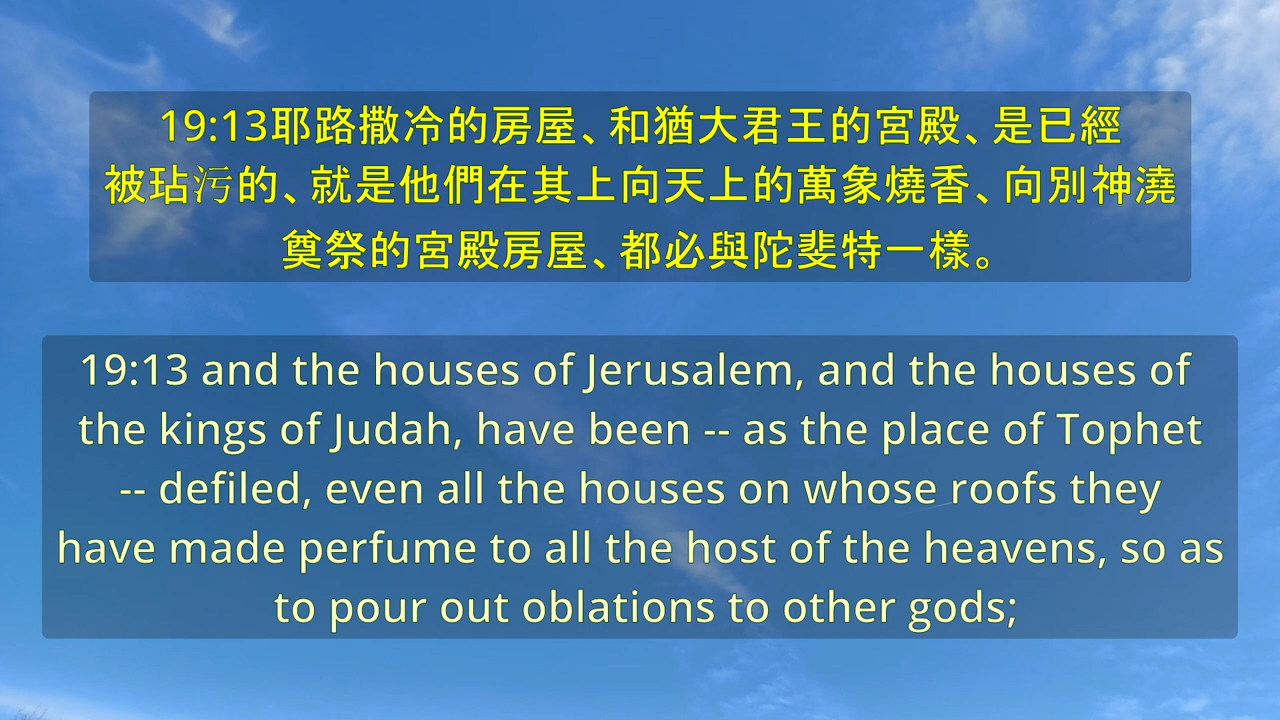 19:13耶路撒冷的房屋、和猶大君王的宮殿、是已經
被玷污的、就是他們在其上向天上的萬象燒香、向別神澆
奠祭的宮殿房屋、都必與陀斐特一樣。
19:13 and the houses of Jerusalem, and the houses of
the kings of Judah, have been -- as the place of Tophet
-- defiled, even all the houses on whose roofs they
have made perfume to all the host of the heavens, so as
to pour out oblations to other gods;